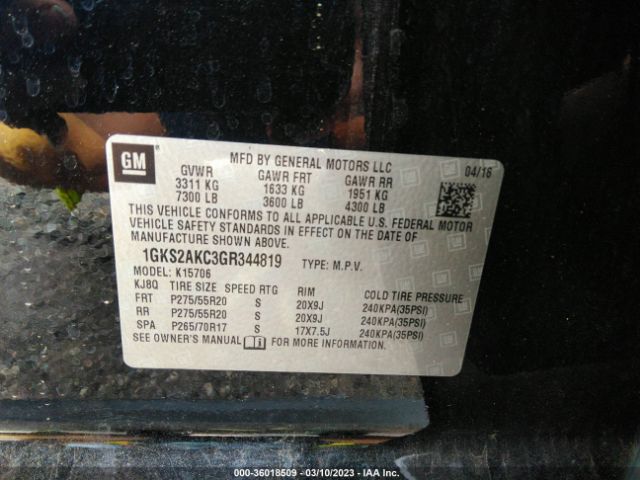 GM
MFD BY GENERAL MOTORS LLC
04/16
GVWR GAWR FRT GAWR RR
3311 KG 1633 KG 1951 KG
7300 LB 3600 LB 4300 LB
THIS VEHICLE CONFORMS TO ALL APPLICABLE U.S. FEDERAL MOTOR
VEHICLE SAFETY STANDARDS IN EFFECT ON THE DATE OF
MANUFACTURE SHOWN ABOVE.
1GKS2AKC3GR344819 TYPE: M.P.V.
MODEL: K15706
KJ8Q TIRE SIZE SPEED RTG RIM COLD TIRE PRESSURE
FRT P275/55R20 S 20X9J 240KPA(35PSI)
RR P275/55R20 S 20X9J 240KPA(35PSI)
SPA P265/70R17 S 17X7.5J 240KPA(35PSI)
SEE OWNER'S MANUAL FOR MORE INFORMATION.
000-36018509 — 03/10/2023 — IAA Inc.